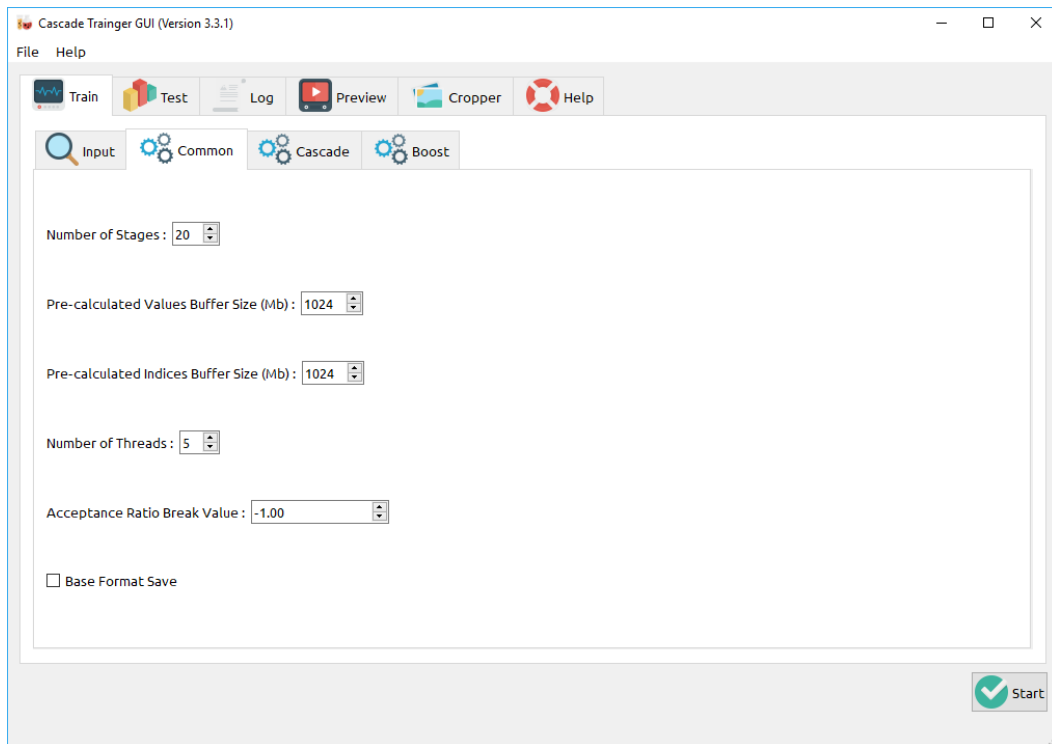 Cascade Trainger GUI (Version 3.3.1)
File Help
Train Test Log Preview Cropper Help
Input Common Cascade Boost
Number of Stages : 20
Pre-calculated Values Buffer Size (Mb) : 1024
Pre-calculated Indices Buffer Size (Mb) : 1024
Number of Threads : 5
Acceptance Ratio Break Value : -1.00
Base Format Save
Start